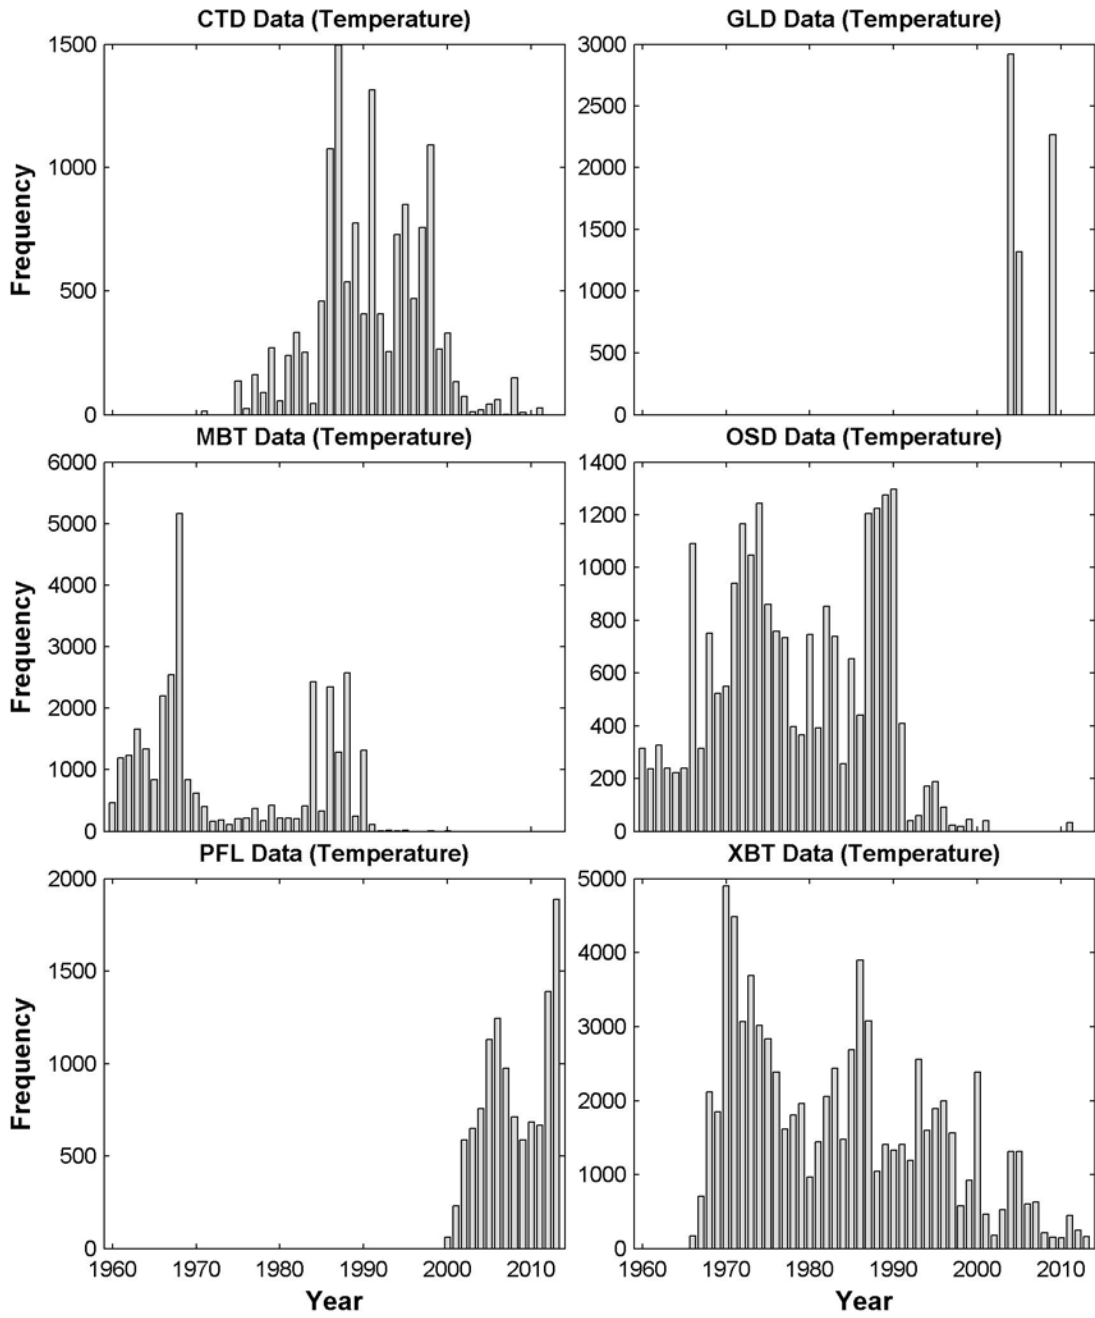 CTD Data (Temperature)
1500
1000
500
0
Frequency
GLD Data (Temperature)
3000
2500
2000
1500
1000
500
0
MBT Data (Temperature)
6000
5000
4000
3000
2000
1000
0
Frequency
OSD Data (Temperature)
1400
1200
1000
800
600
400
200
0
PFL Data (Temperature)
2000
1500
1000
500
0
Frequency
1960 1970 1980 1990 2000 2010
Year
XBT Data (Temperature)
5000
4000
3000
2000
1000
0
1960 1970 1980 1990 2000 2010
Year